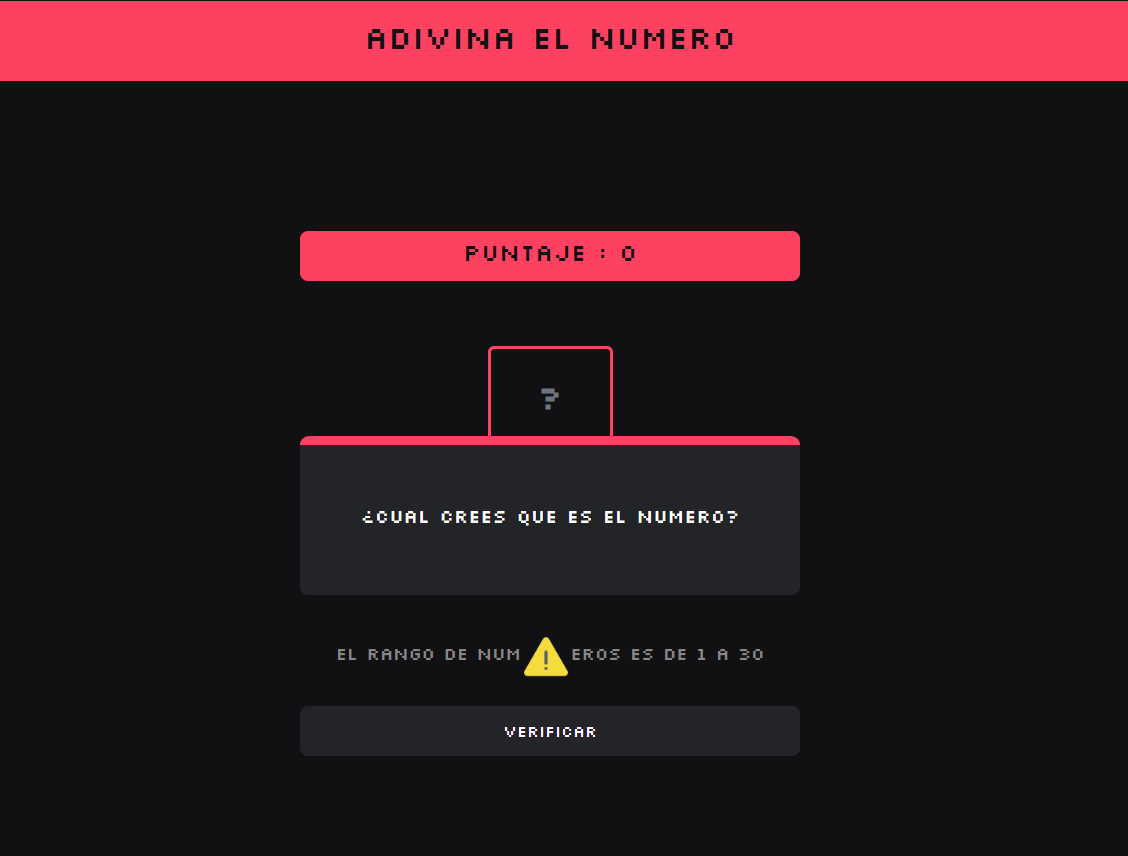 ADIVINA EL NUMERO
PUNTAJE : 0
?
¿CUAL CREES QUE ES EL NUMERO?
EL RANGO DE NUM ! EROS ES DE 1 A 30
VERIFICAR